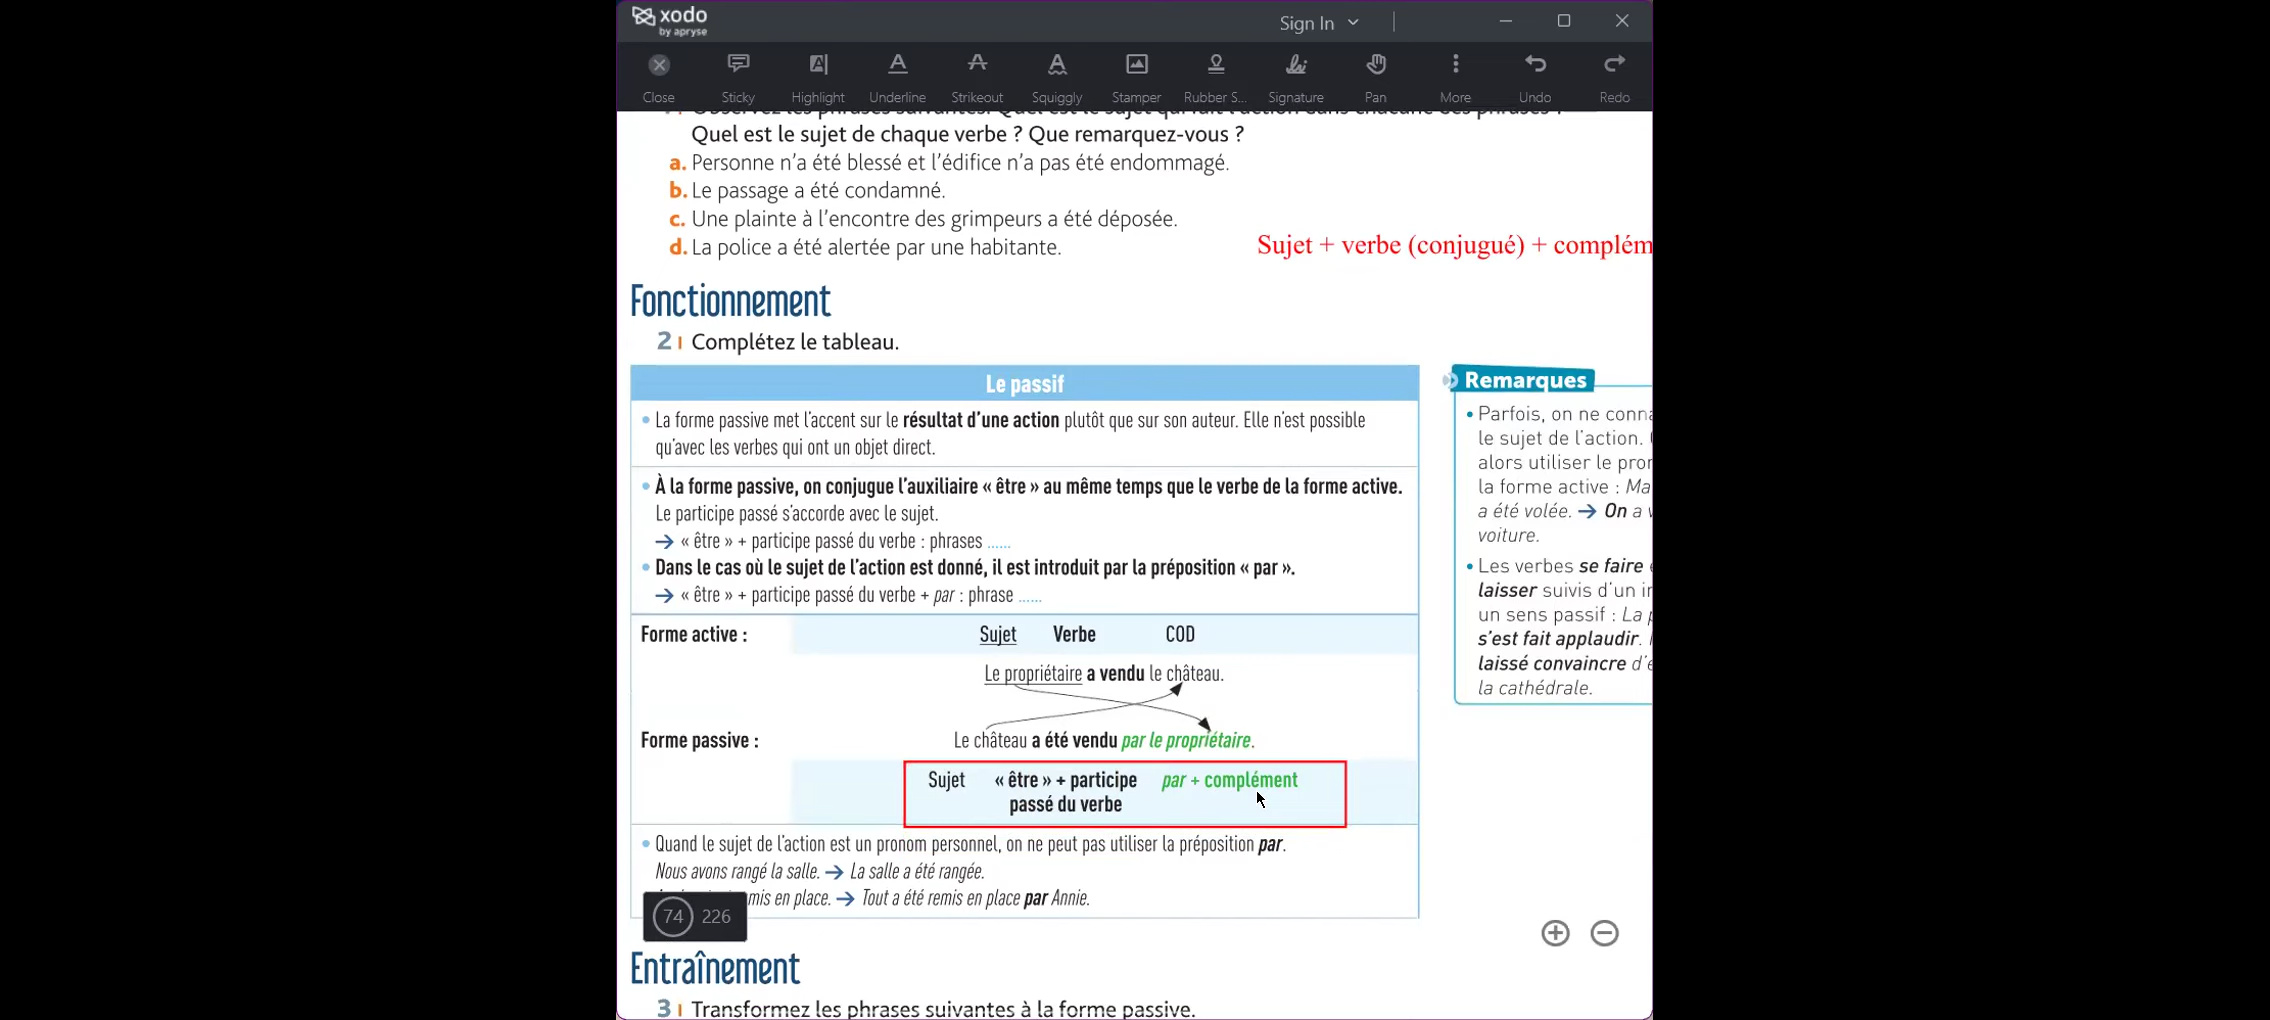 xodo
by apryse
Sign In
Close Sticky Highlight Underline Strikeout Squiggly Stamper Rubber S... Signature Pan More Undo Redo
Quel est le sujet de chaque verbe ? Que remarquez-vous ?
a. Personne n'a été blessé et l'édifice n'a pas été endommagé.
b. Le passage a été condamné.
c. Une plainte à l'encontre des grimpeurs a été déposée.
d. La police a été alertée par une habitante.
Sujet + verbe (conjugué) + complém
Fonctionnement
2 | Complétez le tableau.
Le passif
• La forme passive met l'accent sur le résultat d'une action plutôt que sur son auteur. Elle n'est possible
qu'avec les verbes qui ont un objet direct.
• À la forme passive, on conjugue l'auxiliaire « être » au même temps que le verbe de la forme active.
Le participe passé s'accorde avec le sujet.
→ « être » + participe passé du verbe : phrases ......
• Dans le cas où le sujet de l'action est donné, il est introduit par la préposition « par ».
→ « être » + participe passé du verbe + par : phrase ......
Forme active : Sujet Verbe COD
Le propriétaire a vendu le château.
Forme passive : Le château a été vendu par le propriétaire.
Sujet « être » + participe par + complément
passé du verbe
• Quand le sujet de l'action est un pronom personnel, on ne peut pas utiliser la préposition par.
Nous avons rangé la salle. → La salle a été rangée.
mis en place. → Tout a été remis en place par Annie.
74 226
Remarques
• Parfois, on ne conna
le sujet de l'action.
alors utiliser le pro
la forme active : Ma
a été volée. → On a v
voiture.
• Les verbes se faire
laisser suivis d'un in
un sens passif : La p
s'est fait applaudir.
laissé convaincre d'e
la cathédrale.
Entraînement
3 | Transformez les phrases suivantes à la forme passive.